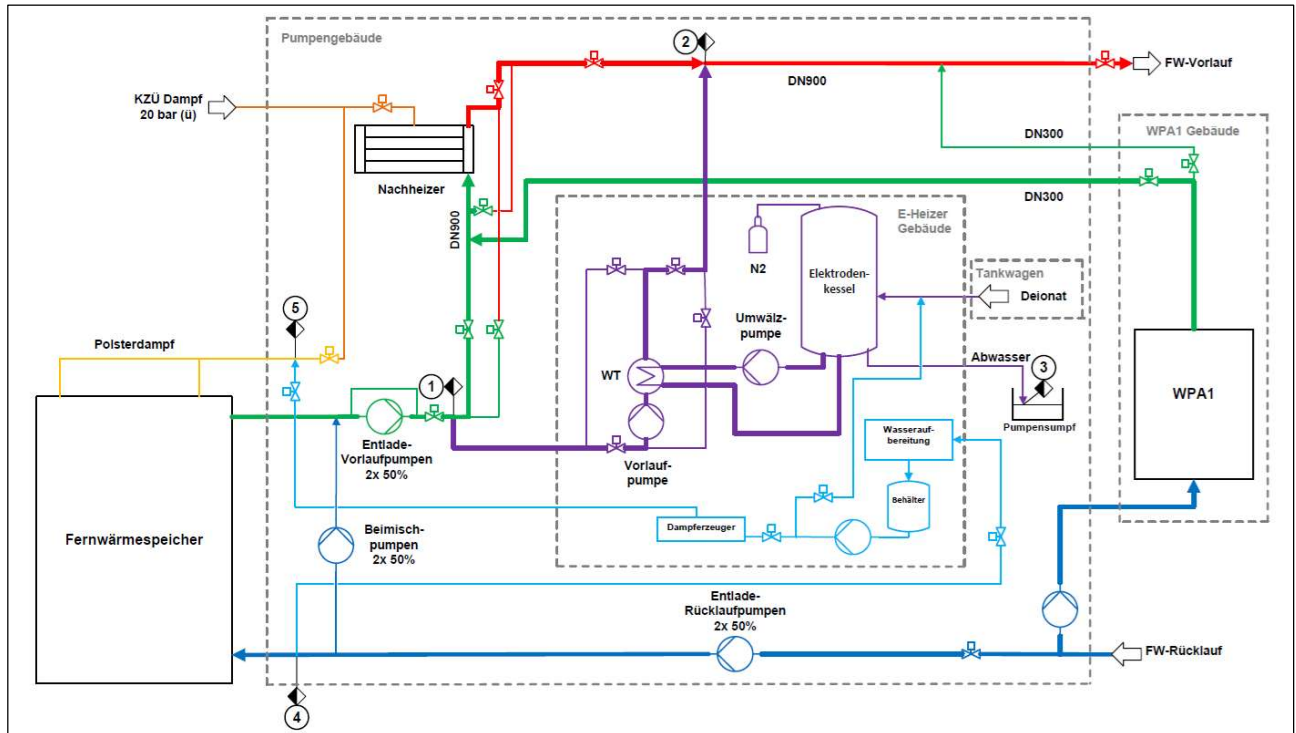 Pumpengebäude
2
FW-Vorlauf
DN900
KZÜ Dampf
20 bar (ü)
DN300
WPA1 Gebäude
Nachheizer
DN300
DN900
E-Heizer
Gebäude
N2
Elektroden-
kessel
Tankwagen
Deionat
5
Umwälz-
pumpe
Polsterdampf
Abwasser
3
WT
1
WPA1
Pumpensumpf
Entlade-
Vorlaufpumpen
2x 50%
Wasserauf-
bereitung
Vorlauf-
pumpe
Behälter
Dampferzeuger
Fernwärmespeicher
Beimisch-
pumpen
2x 50%
Entlade-
Rücklaufpumpen
2x 50%
FW-Rücklauf
4